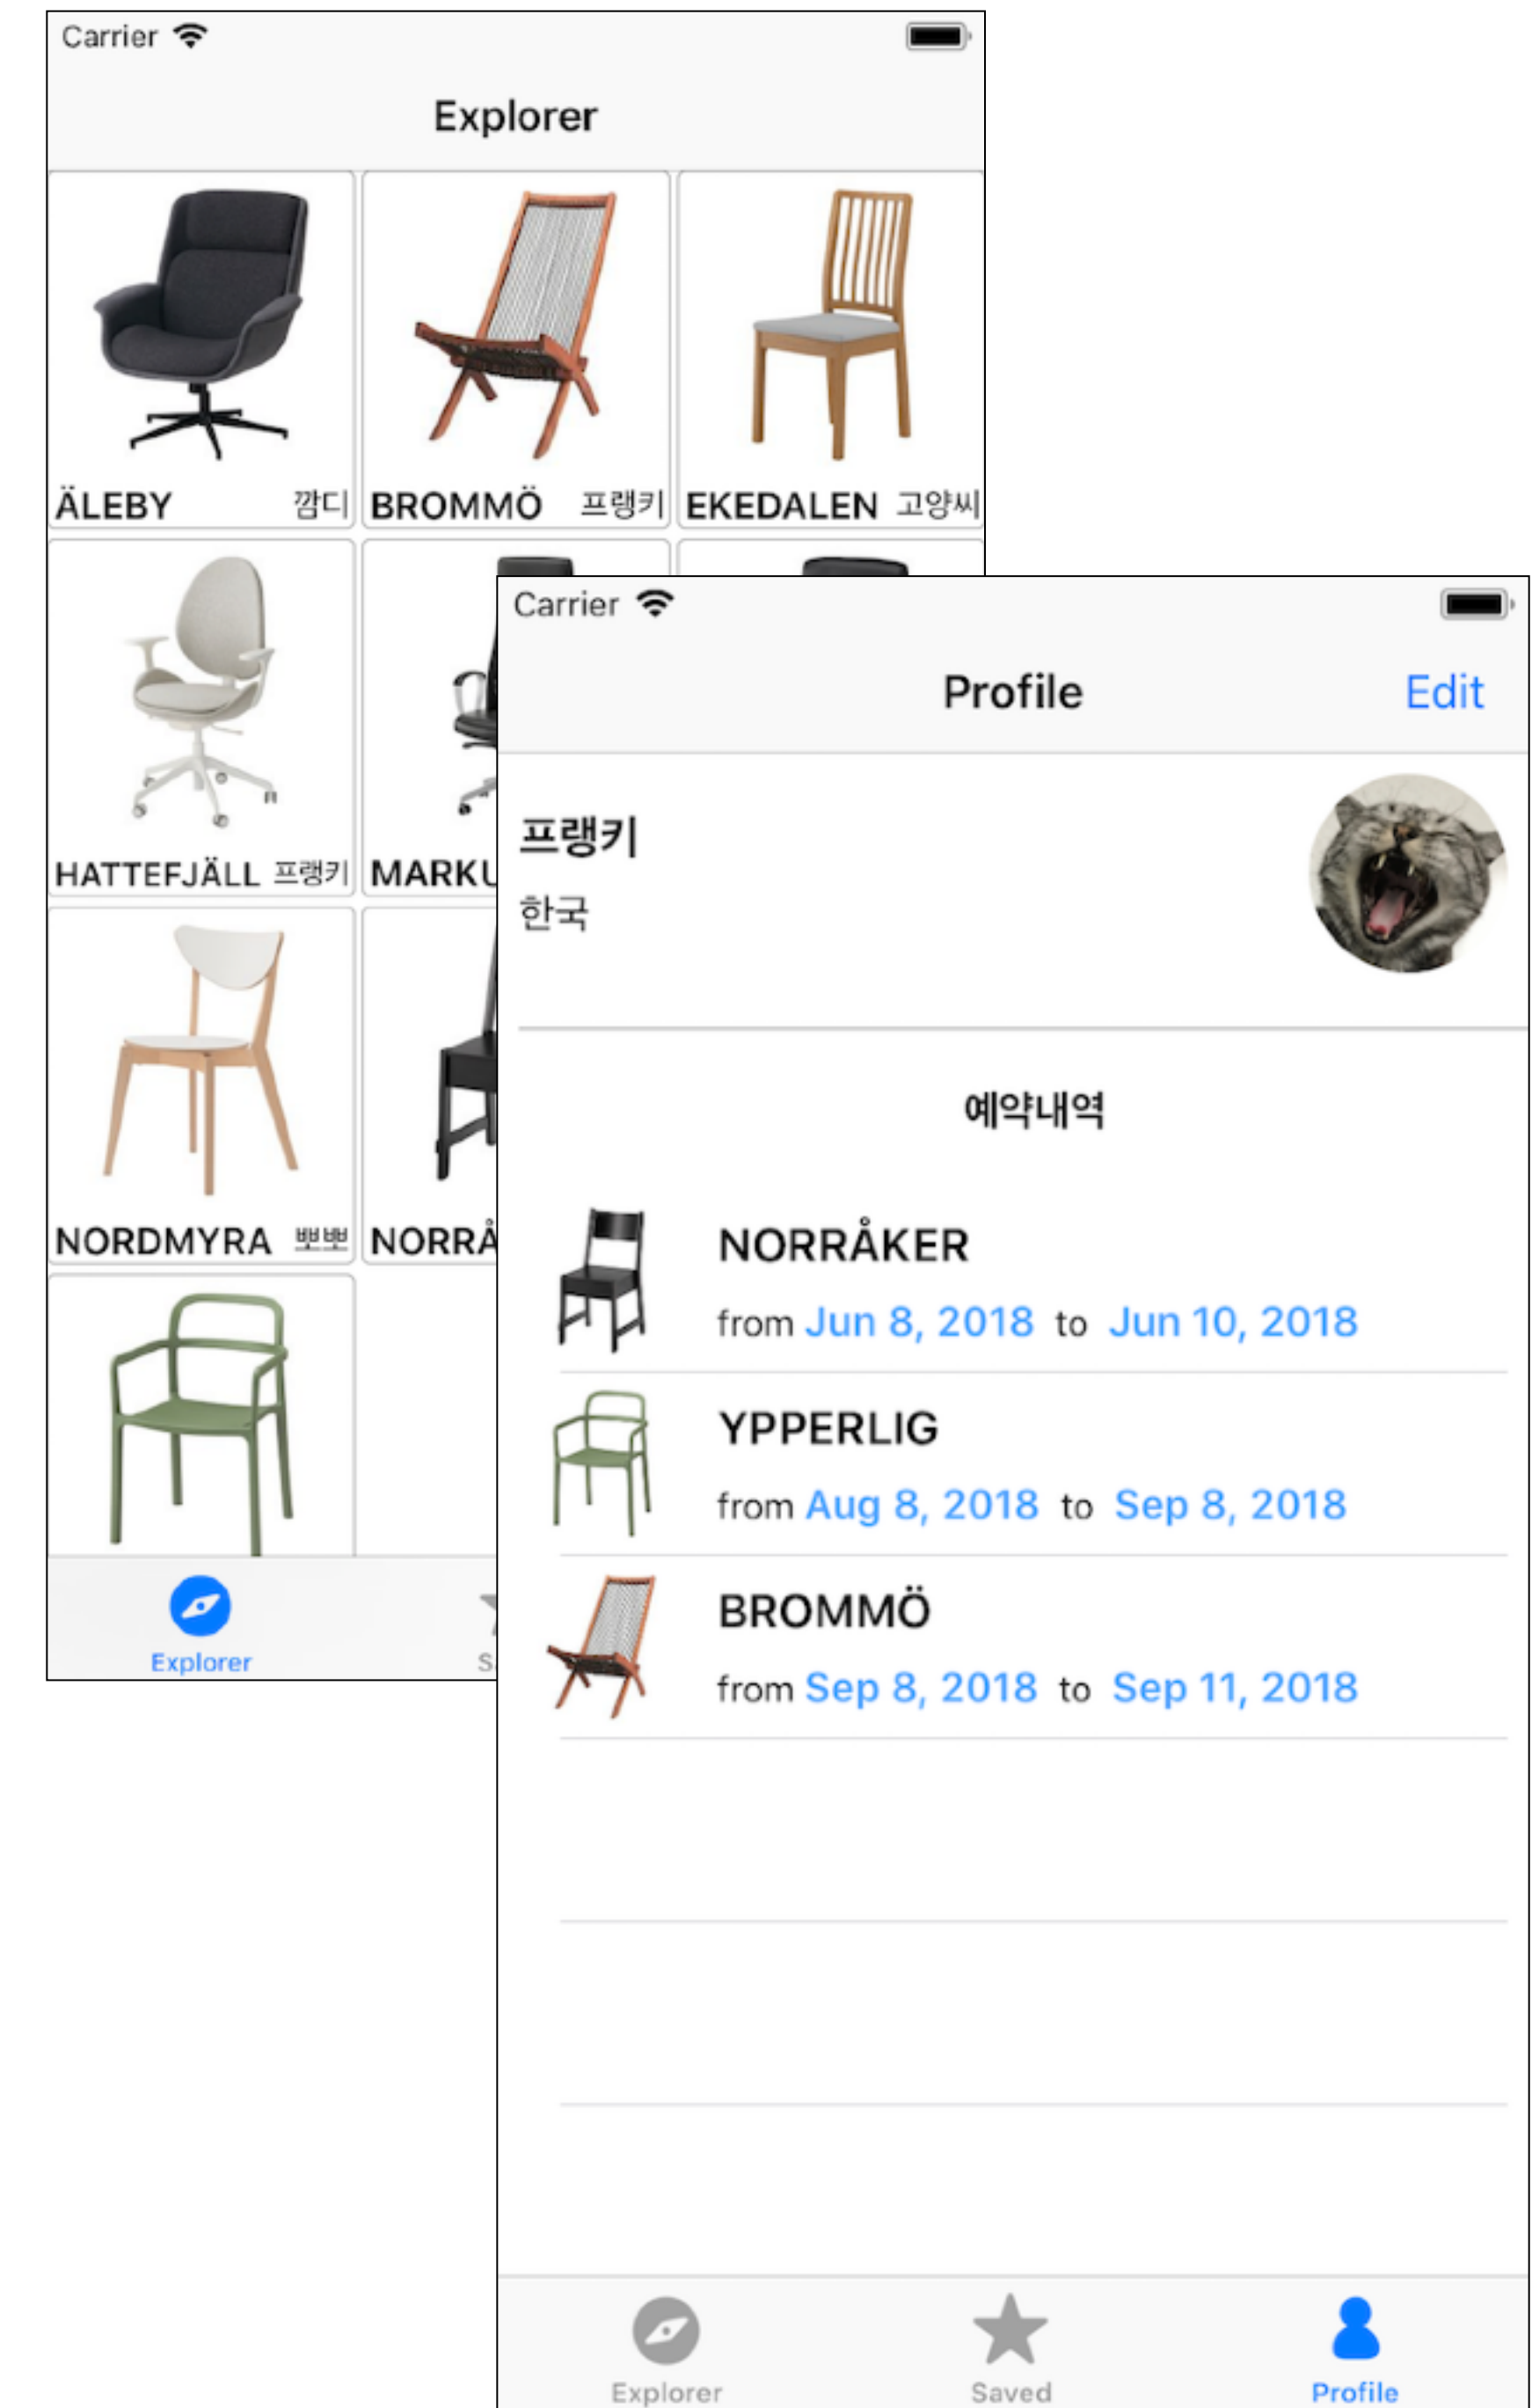 Carrier
Explorer
ÄLEBY 깜디
BROMMÖ 프랭키
EKEDALEN 고양씨
HATTEFJÄLL 프랭키
NORDMYRA 뽀뽀
Explorer
Carrier
Profile Edit
프랭키
한국
예약내역
NORRÅKER
from Jun 8, 2018 to Jun 10, 2018
YPPERLIG
from Aug 8, 2018 to Sep 8, 2018
BROMMÖ
from Sep 8, 2018 to Sep 11, 2018
Explorer Saved Profile